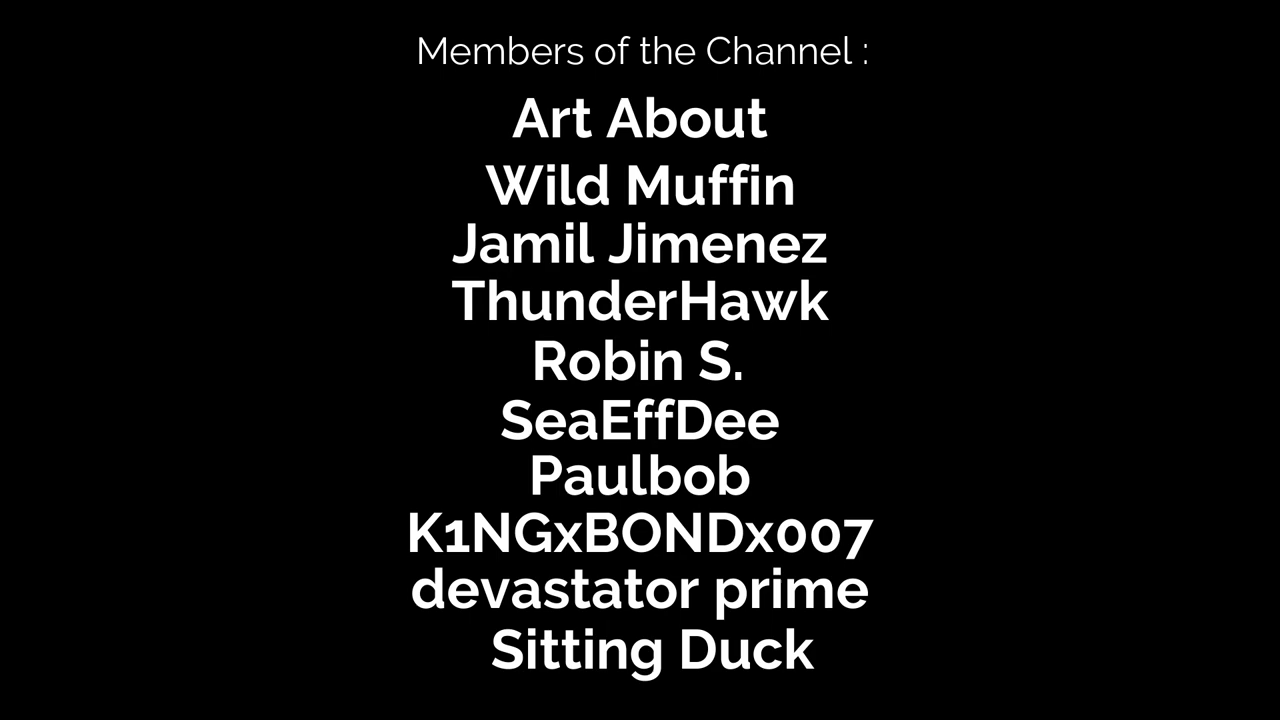 Members of the Channel :
Art About
Wild Muffin
Jamil Jimenez
ThunderHawk
Robin S.
SeaEffDee
Paulbob
K1NGxBONDx007
devastator prime
Sitting Duck